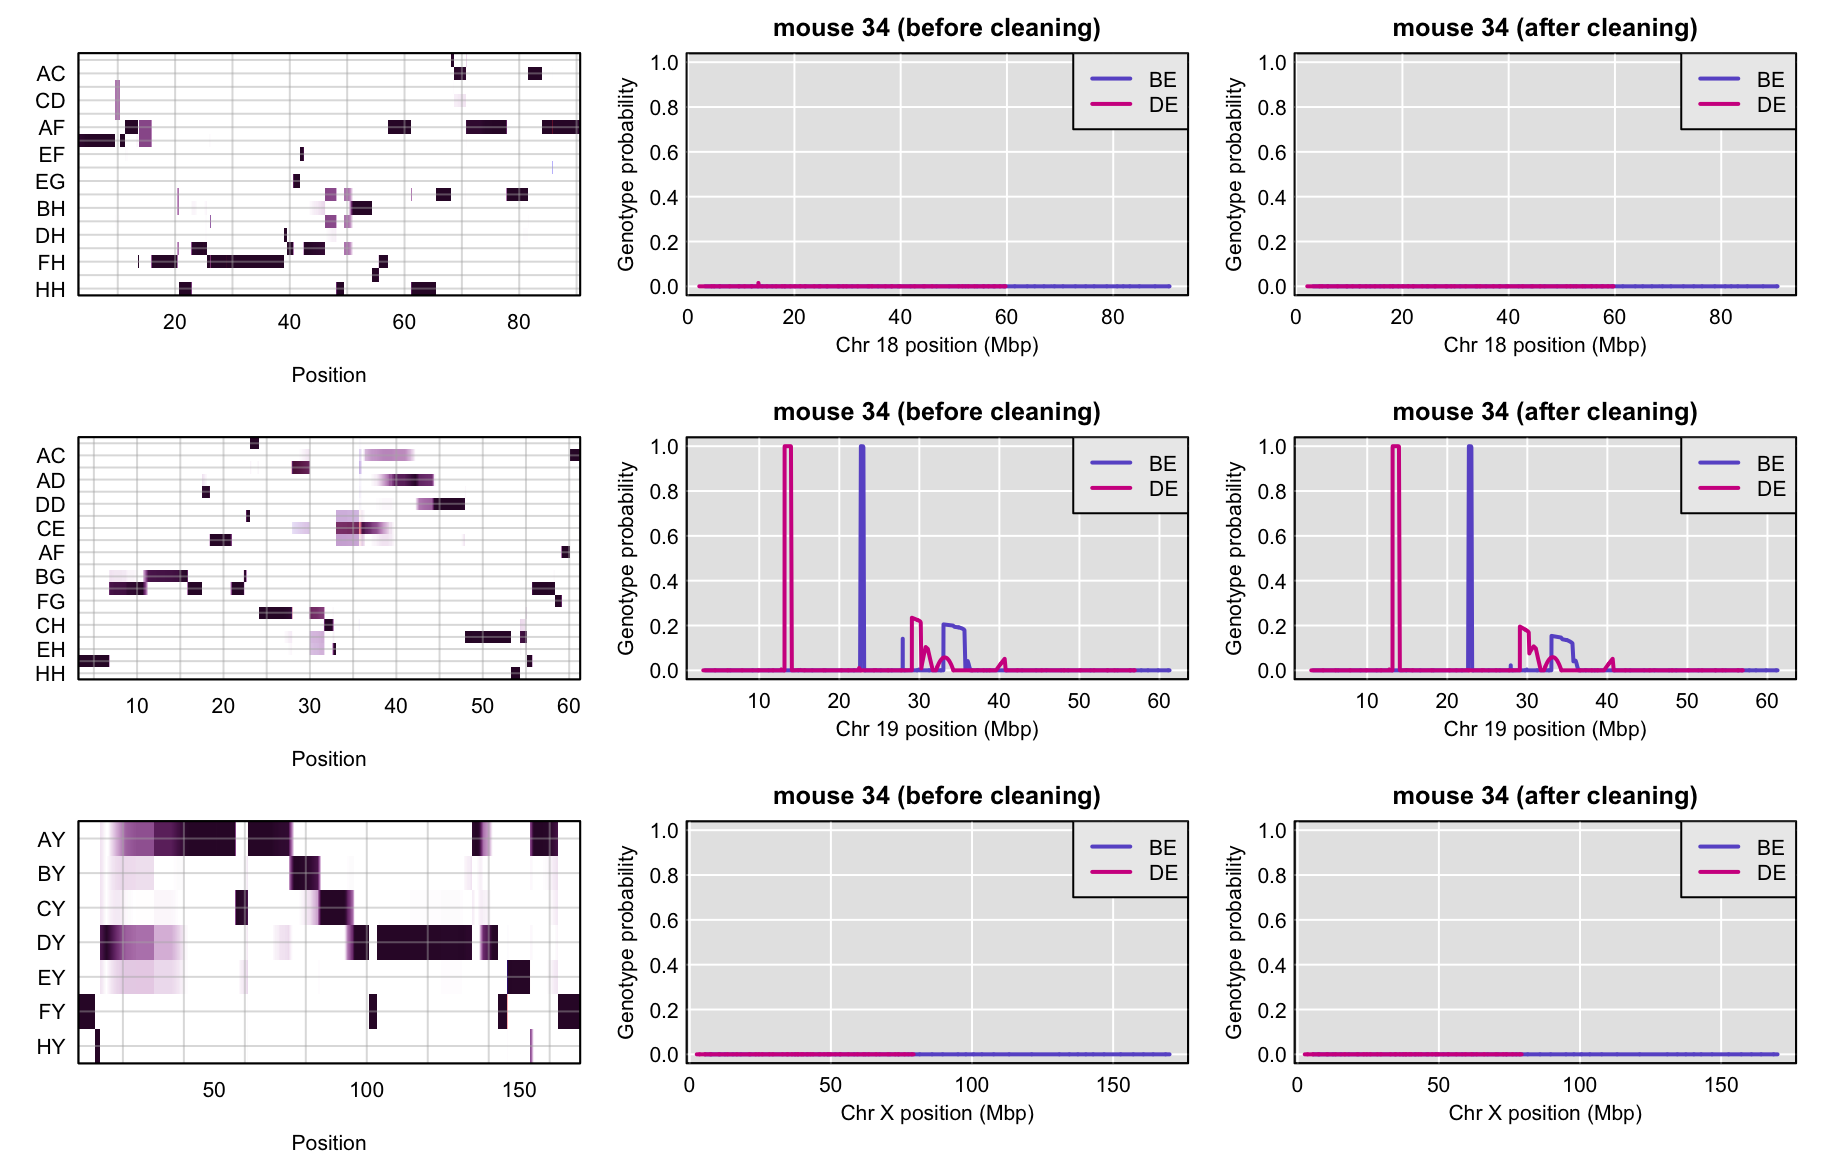 AC
CD
AF
EF
EG
BH
DH
FH
HH
20 40 60 80
Position
mouse 34 (before cleaning)
Genotype probability
1.0
0.8
0.6
0.4
0.2
0.0
BE
DE
0 20 40 60 80
Chr 18 position (Mbp)
mouse 34 (after cleaning)
Genotype probability
1.0
0.8
0.6
0.4
0.2
0.0
BE
DE
0 20 40 60 80
Chr 18 position (Mbp)
AC
AD
DD
CE
AF
BG
FG
CH
EH
HH
10 20 30 40 50 60
Position
mouse 34 (before cleaning)
Genotype probability
1.0
0.8
0.6
0.4
0.2
0.0
BE
DE
10 20 30 40 50 60
Chr 19 position (Mbp)
mouse 34 (after cleaning)
Genotype probability
1.0
0.8
0.6
0.4
0.2
0.0
BE
DE
10 20 30 40 50 60
Chr 19 position (Mbp)
AY
BY
CY
DY
EY
FY
HY
50 100 150
Position
mouse 34 (before cleaning)
Genotype probability
1.0
0.8
0.6
0.4
0.2
0.0
BE
DE
0 50 100 150
Chr X position (Mbp)
mouse 34 (after cleaning)
Genotype probability
1.0
0.8
0.6
0.4
0.2
0.0
BE
DE
0 50 100 150
Chr X position (Mbp)